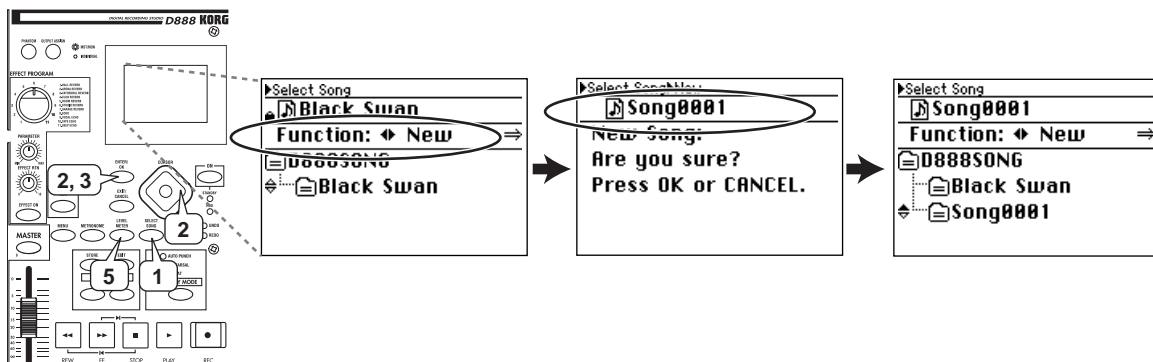 DIGITAL RECORDING STUDIO D888 KORG
PHANTOM OUTPUT ASSIGN
INDIVIDUAL
EFFECT PROGRAM
PARAMETER
EFFECT RTN
EFFECT ON
MASTER
ENTER/
OK
EXIT/
CANCEL
CURSOR
ON
STANDBY
UNDO
REDO
MENU METRONOME LEVEL
METER SELECT
SONG
STORE
AUTO PUNCH
2, 3
2
5
1
REW FF STOP PLAY REC
▶Select Song
Black Swan
Function: New ⇒
D888SONG
Black Swan
Song0001
New Song:
Are you sure?
Press OK or CANCEL.
▶Select Song
Song0001
Function: New ⇒
D888SONG
Black Swan
Song0001